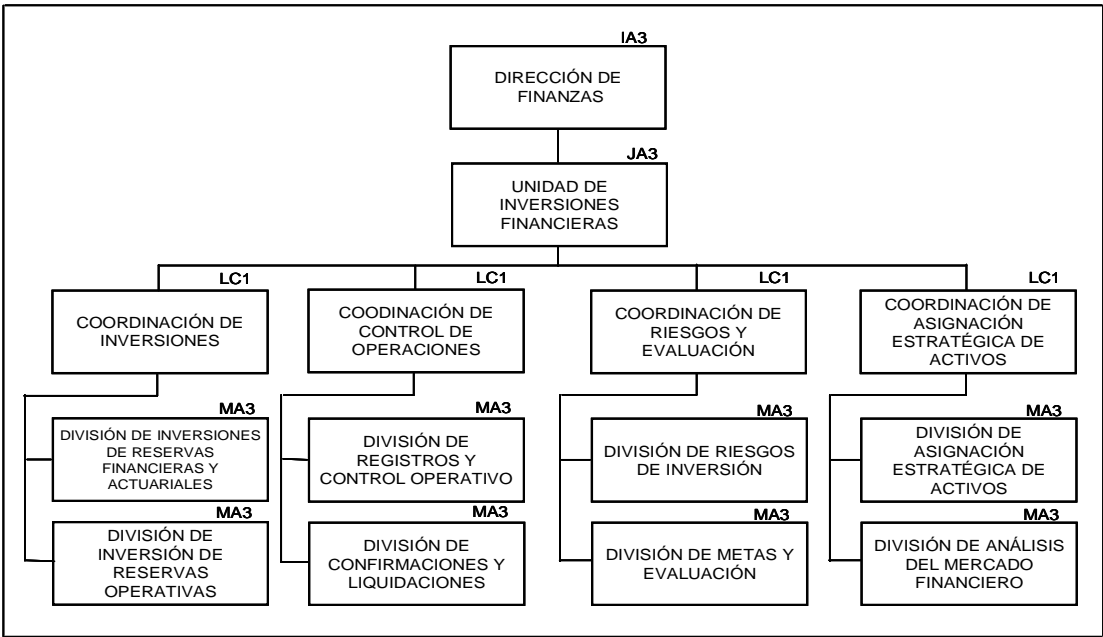 IA3
DIRECCIÓN DE
FINANZAS
JA3
UNIDAD DE
INVERSIONES
FINANCIERAS
LC1
COORDINACIÓN DE
INVERSIONES
LC1
COODINACIÓN DE
CONTROL DE
OPERACIONES
LC1
COORDINACIÓN DE
RIESGOS Y
EVALUACIÓN
LC1
COORDINACIÓN DE
ASIGNACIÓN
ESTRATÉGICA DE
ACTIVOS
MA3
DIVISIÓN DE INVERSIONES
DE RESERVAS
FINANCIERAS Y
ACTUARIALES
MA3
DIVISIÓN DE
REGISTROS Y
CONTROL OPERATIVO
MA3
DIVISIÓN DE RIESGOS
DE INVERSIÓN
MA3
DIVISIÓN DE
ASIGNACIÓN
ESTRATÉGICA DE
ACTIVOS
MA3
DIVISIÓN DE
INVERSIÓN DE
RESERVAS
OPERATIVAS
MA3
DIVISIÓN DE
CONFIRMACIONES Y
LIQUIDACIONES
MA3
DIVISIÓN DE METAS Y
EVALUACIÓN
MA3
DIVISIÓN DE ANÁLISIS
DEL MERCADO
FINANCIERO